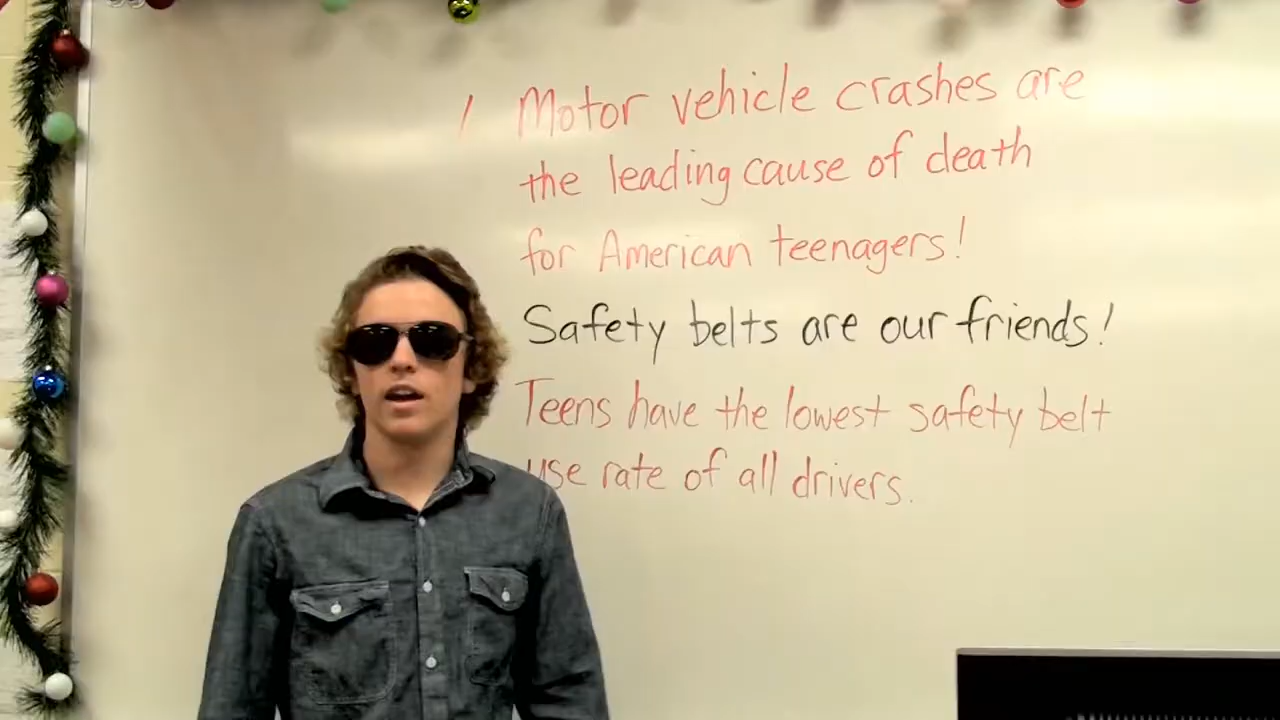 Motor vehicle crashes are
the leading cause of death
for American teenagers!
Safety belts are our friends!
Teens have the lowest safety belt
use rate of all drivers.